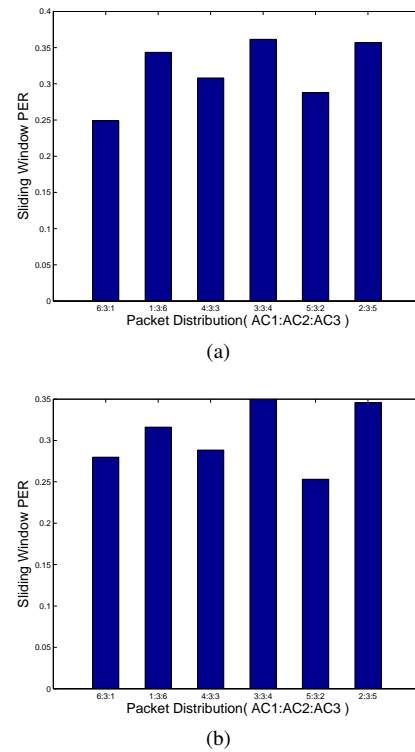 0.4
0.35
0.3
0.25
0.2
0.15
0.1
0.05
0
Sliding Window PER
6:3:1 1:3:6 4:3:3 3:3:4 5:3:2 2:3:5
Packet Distribution( AC1:AC2:AC3 )
(a)
0.35
0.3
0.25
0.2
0.15
0.1
0.05
0
Sliding Window PER
6:3:1 1:3:6 4:3:3 3:3:4 5:3:2 2:3:5
Packet Distribution( AC1:AC2:AC3 )
(b)